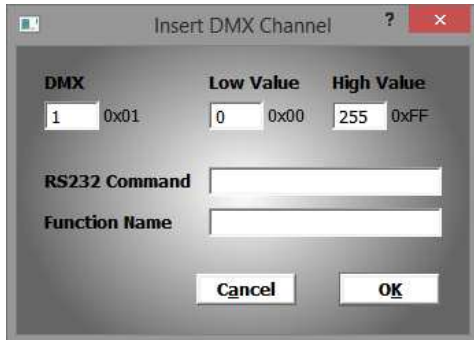 Insert DMX Channel ? ×
DMX Low Value High Value
1 0x01 0 0x00 255 0xFF
RS232 Command
Function Name
Cancel OK